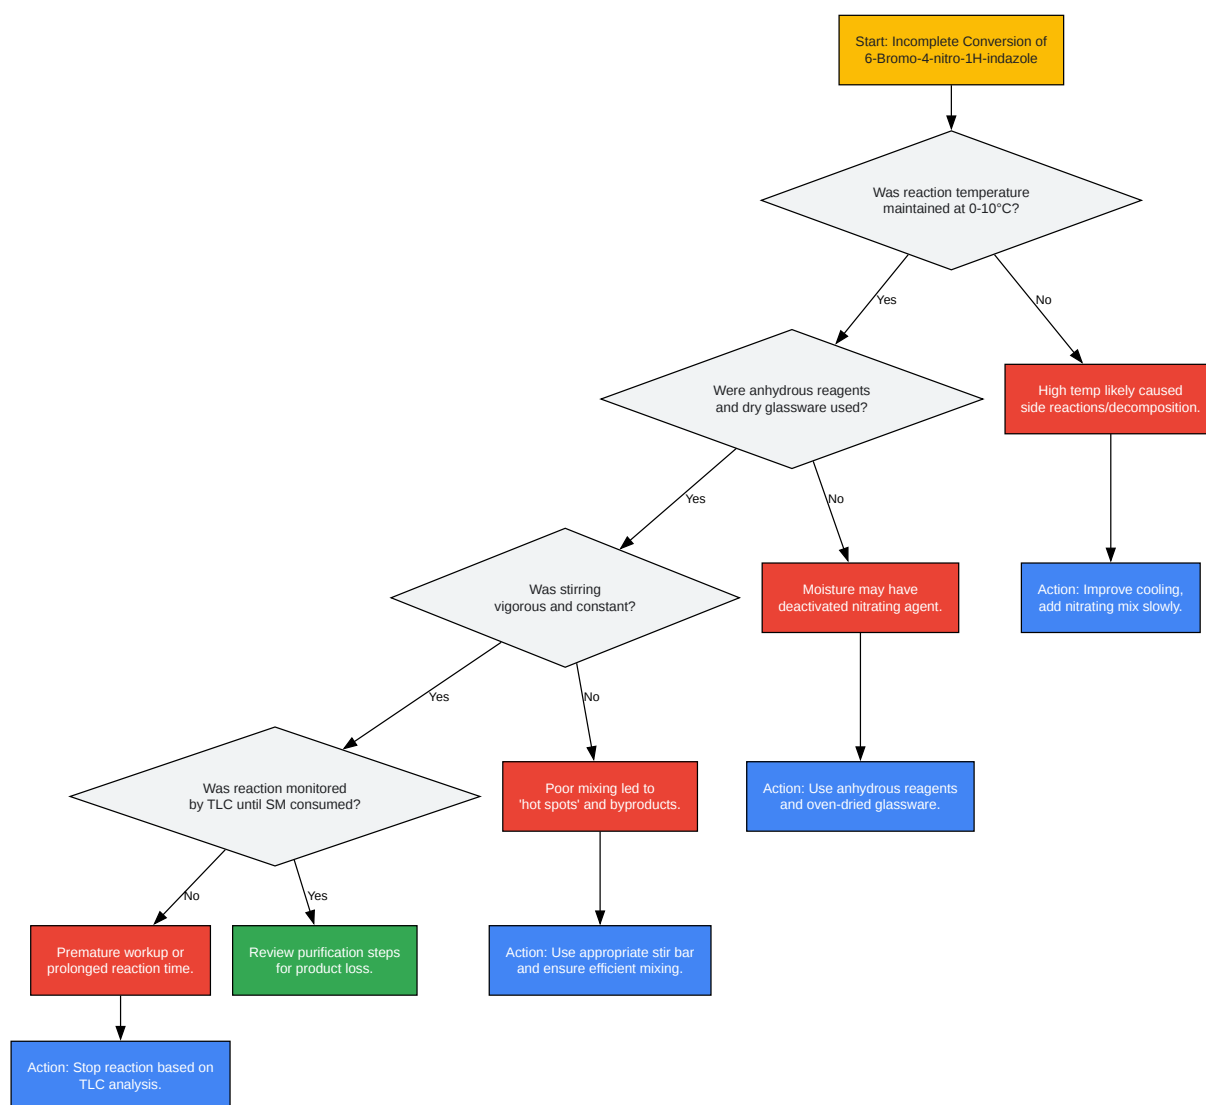 Start: Incomplete Conversion of
6-Bromo-4-nitro-1H-indazole
Was reaction temperature
maintained at 0-10°C?
Yes
No
Were anhydrous reagents
and dry glassware used?
High temp likely caused
side reactions/decomposition.
Yes
No
Was stirring
vigorous and constant?
Moisture may have
deactivated nitrating agent.
Action: Improve cooling,
add nitrating mix slowly.
Yes
No
Was reaction monitored
by TLC until SM consumed?
Poor mixing led to
'hot spots' and byproducts.
Action: Use anhydrous reagents
and oven-dried glassware.
No
Yes
Premature workup or
prolonged reaction time.
Review purification steps
for product loss.
Action: Use appropriate stir bar
and ensure efficient mixing.
Action: Stop reaction based on
TLC analysis.